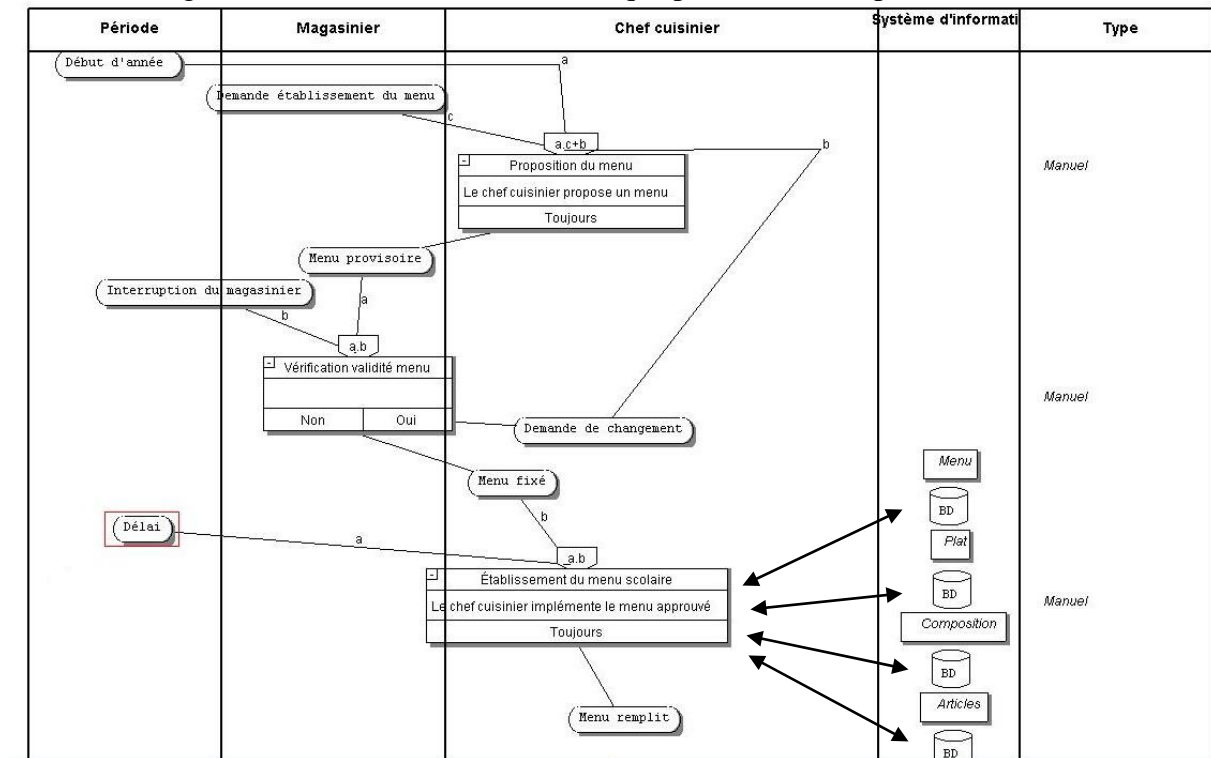 Période
Magasinier
Chef cuisinier
Système d'informati
Type
Début d'année
a
Demande établissement du menu
c
a.c+b
b
- Proposition du menu
Manuel
Le chef cuisinier propose un menu
Toujours
Menu provisoire
Interruption du magasinier
a
b
a.b
- Vérification validité menu
Manuel
Non
Oui
Demande de changement
Menu
Menu fixé
BD
Délai
b
a
Plat
a.b
- Établissement du menu scolaire
BD
Le chef cuisinier implémente le menu approuvé
Manuel
Composition
Toujours
BD
Articles
Menu remplit
BD